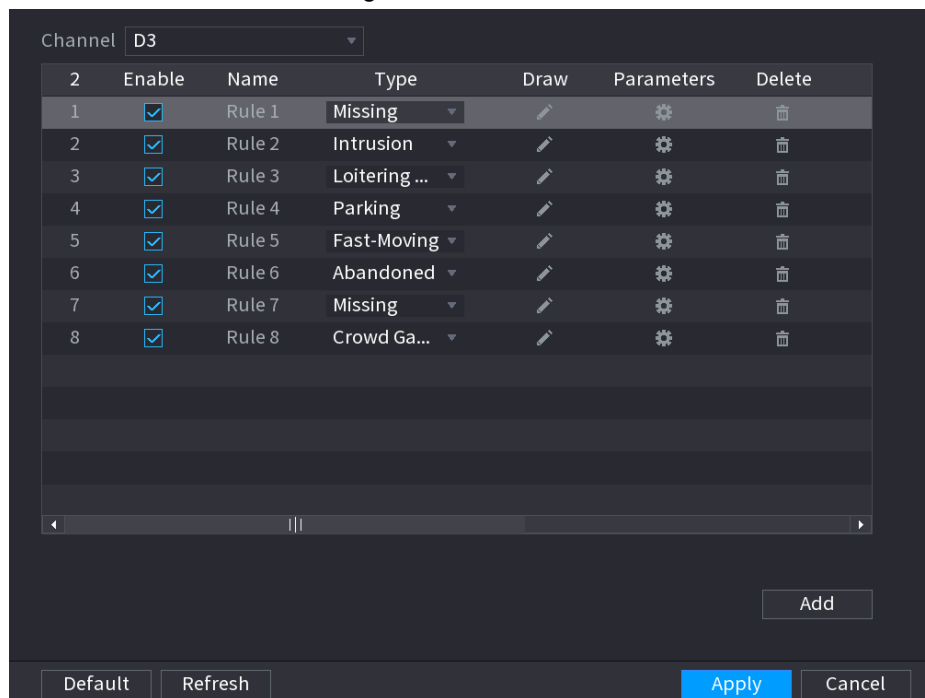 Channel D3
2 Enable Name Type Draw Parameters Delete
1 Rule 1 Missing
2 Rule 2 Intrusion
3 Rule 3 Loitering ...
4 Rule 4 Parking
5 Rule 5 Fast-Moving
6 Rule 6 Abandoned
7 Rule 7 Missing
8 Rule 8 Crowd Ga...
Add
Default Refresh Apply Cancel